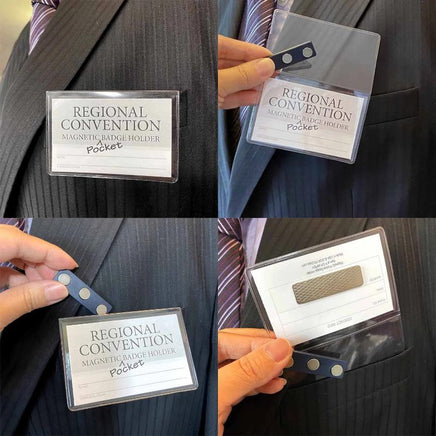 REGIONAL
CONVENTION
MAGNETIC BADGE HOLDER
Pocket
REGIONAL
CONVENTION
MAGNETIC BADGE HOLDER
Pocket
REGIONAL
CONVENTION
MAGNETIC BADGE HOLDER
Pocket